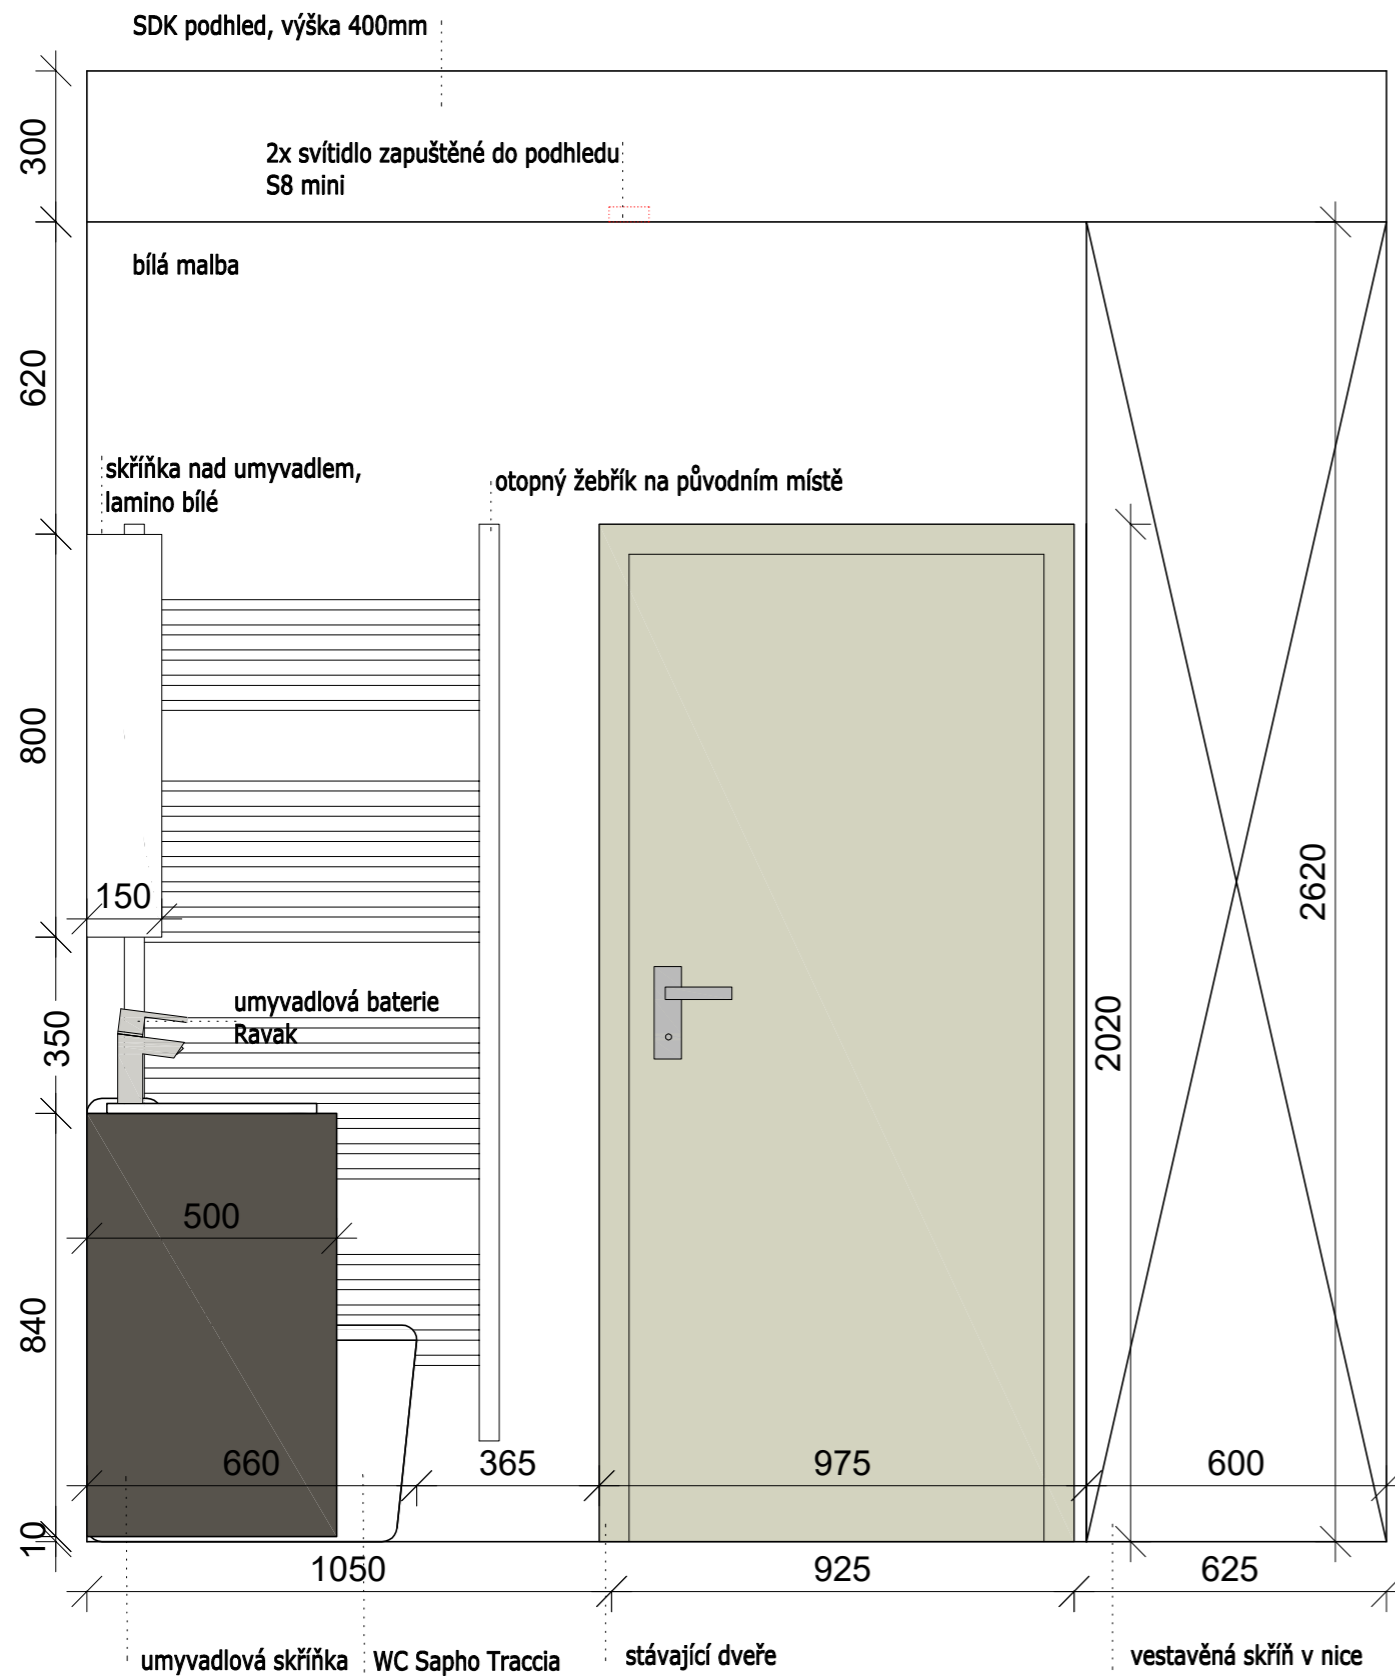 SDK podhled, výška 400mm
300
2x svítidlo zapuštěné do podhledu
S8 mini
bílá malba
620
skříňka nad umyvadlem,
lamino bílé
otopný žebřík na původním místě
800
150
2620
umyvadlová baterie
Ravak
350
2020
500
840
660
365
975
600
10
1050
925
625
umyvadlová skříňka
WC Sapho Traccia
stávající dveře
vestavěná skříň v nice